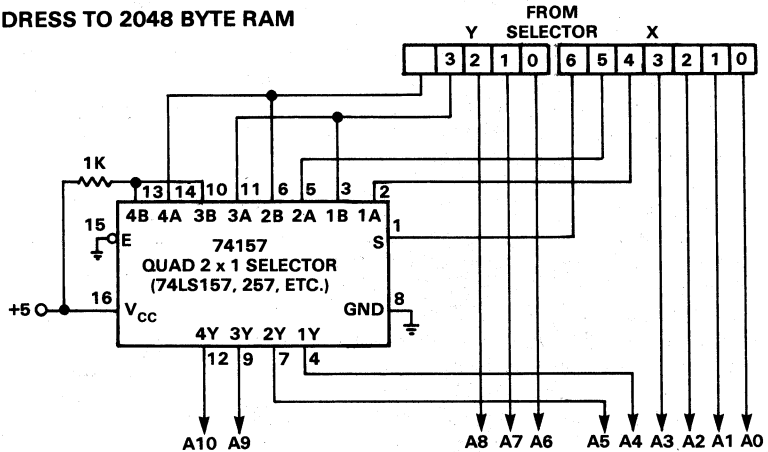 DRESS TO 2048 BYTE RAM
FROM
Y SELECTOR X
3 2 1 0 6 5 4 3 2 1 0
1K
13 14 10 11 6 5 3 2
4B 4A 3B 3A 2B 2A 1B 1A
15 E
S 1
74157
QUAD 2 x 1 SELECTOR
(74LS157, 257, ETC.)
+5 16 VCC
GND 8
4Y 3Y 2Y 1Y
12 9 7 4
A10 A9 A8 A7 A6 A5 A4 A3 A2 A1 A0